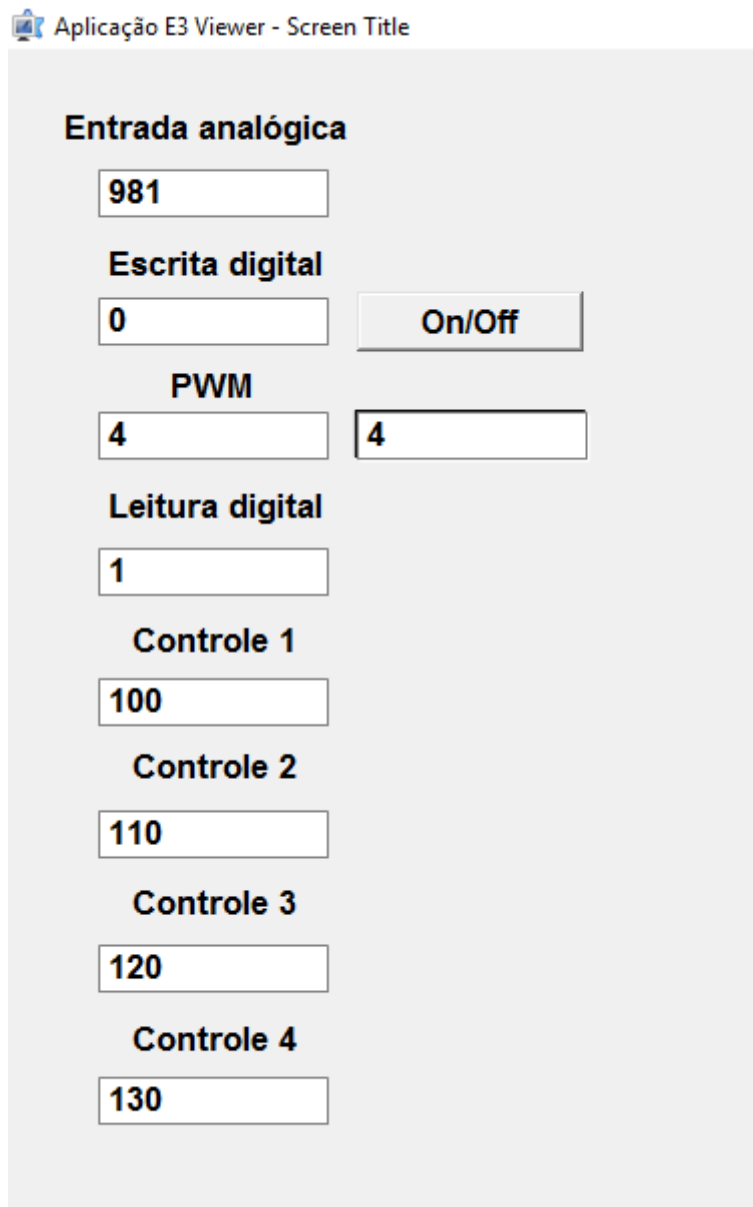 Aplicação E3 Viewer - Screen Title
Entrada analógica
981
Escrita digital
0 On/Off
PWM
4 4
Leitura digital
1
Controle 1
100
Controle 2
110
Controle 3
120
Controle 4
130